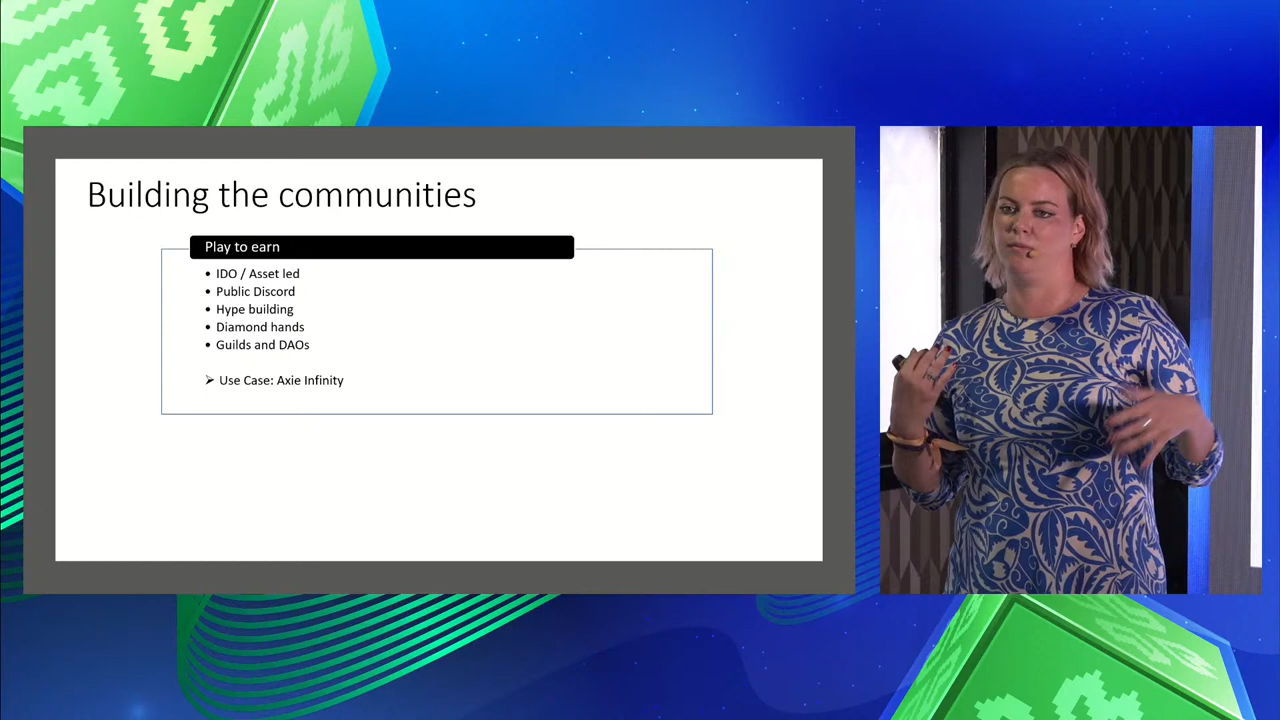 Building the communities
Play to earn
• IDO / Asset led
• Public Discord
• Hype building
• Diamond hands
• Guilds and DAOs
➢ Use Case: Axie Infinity